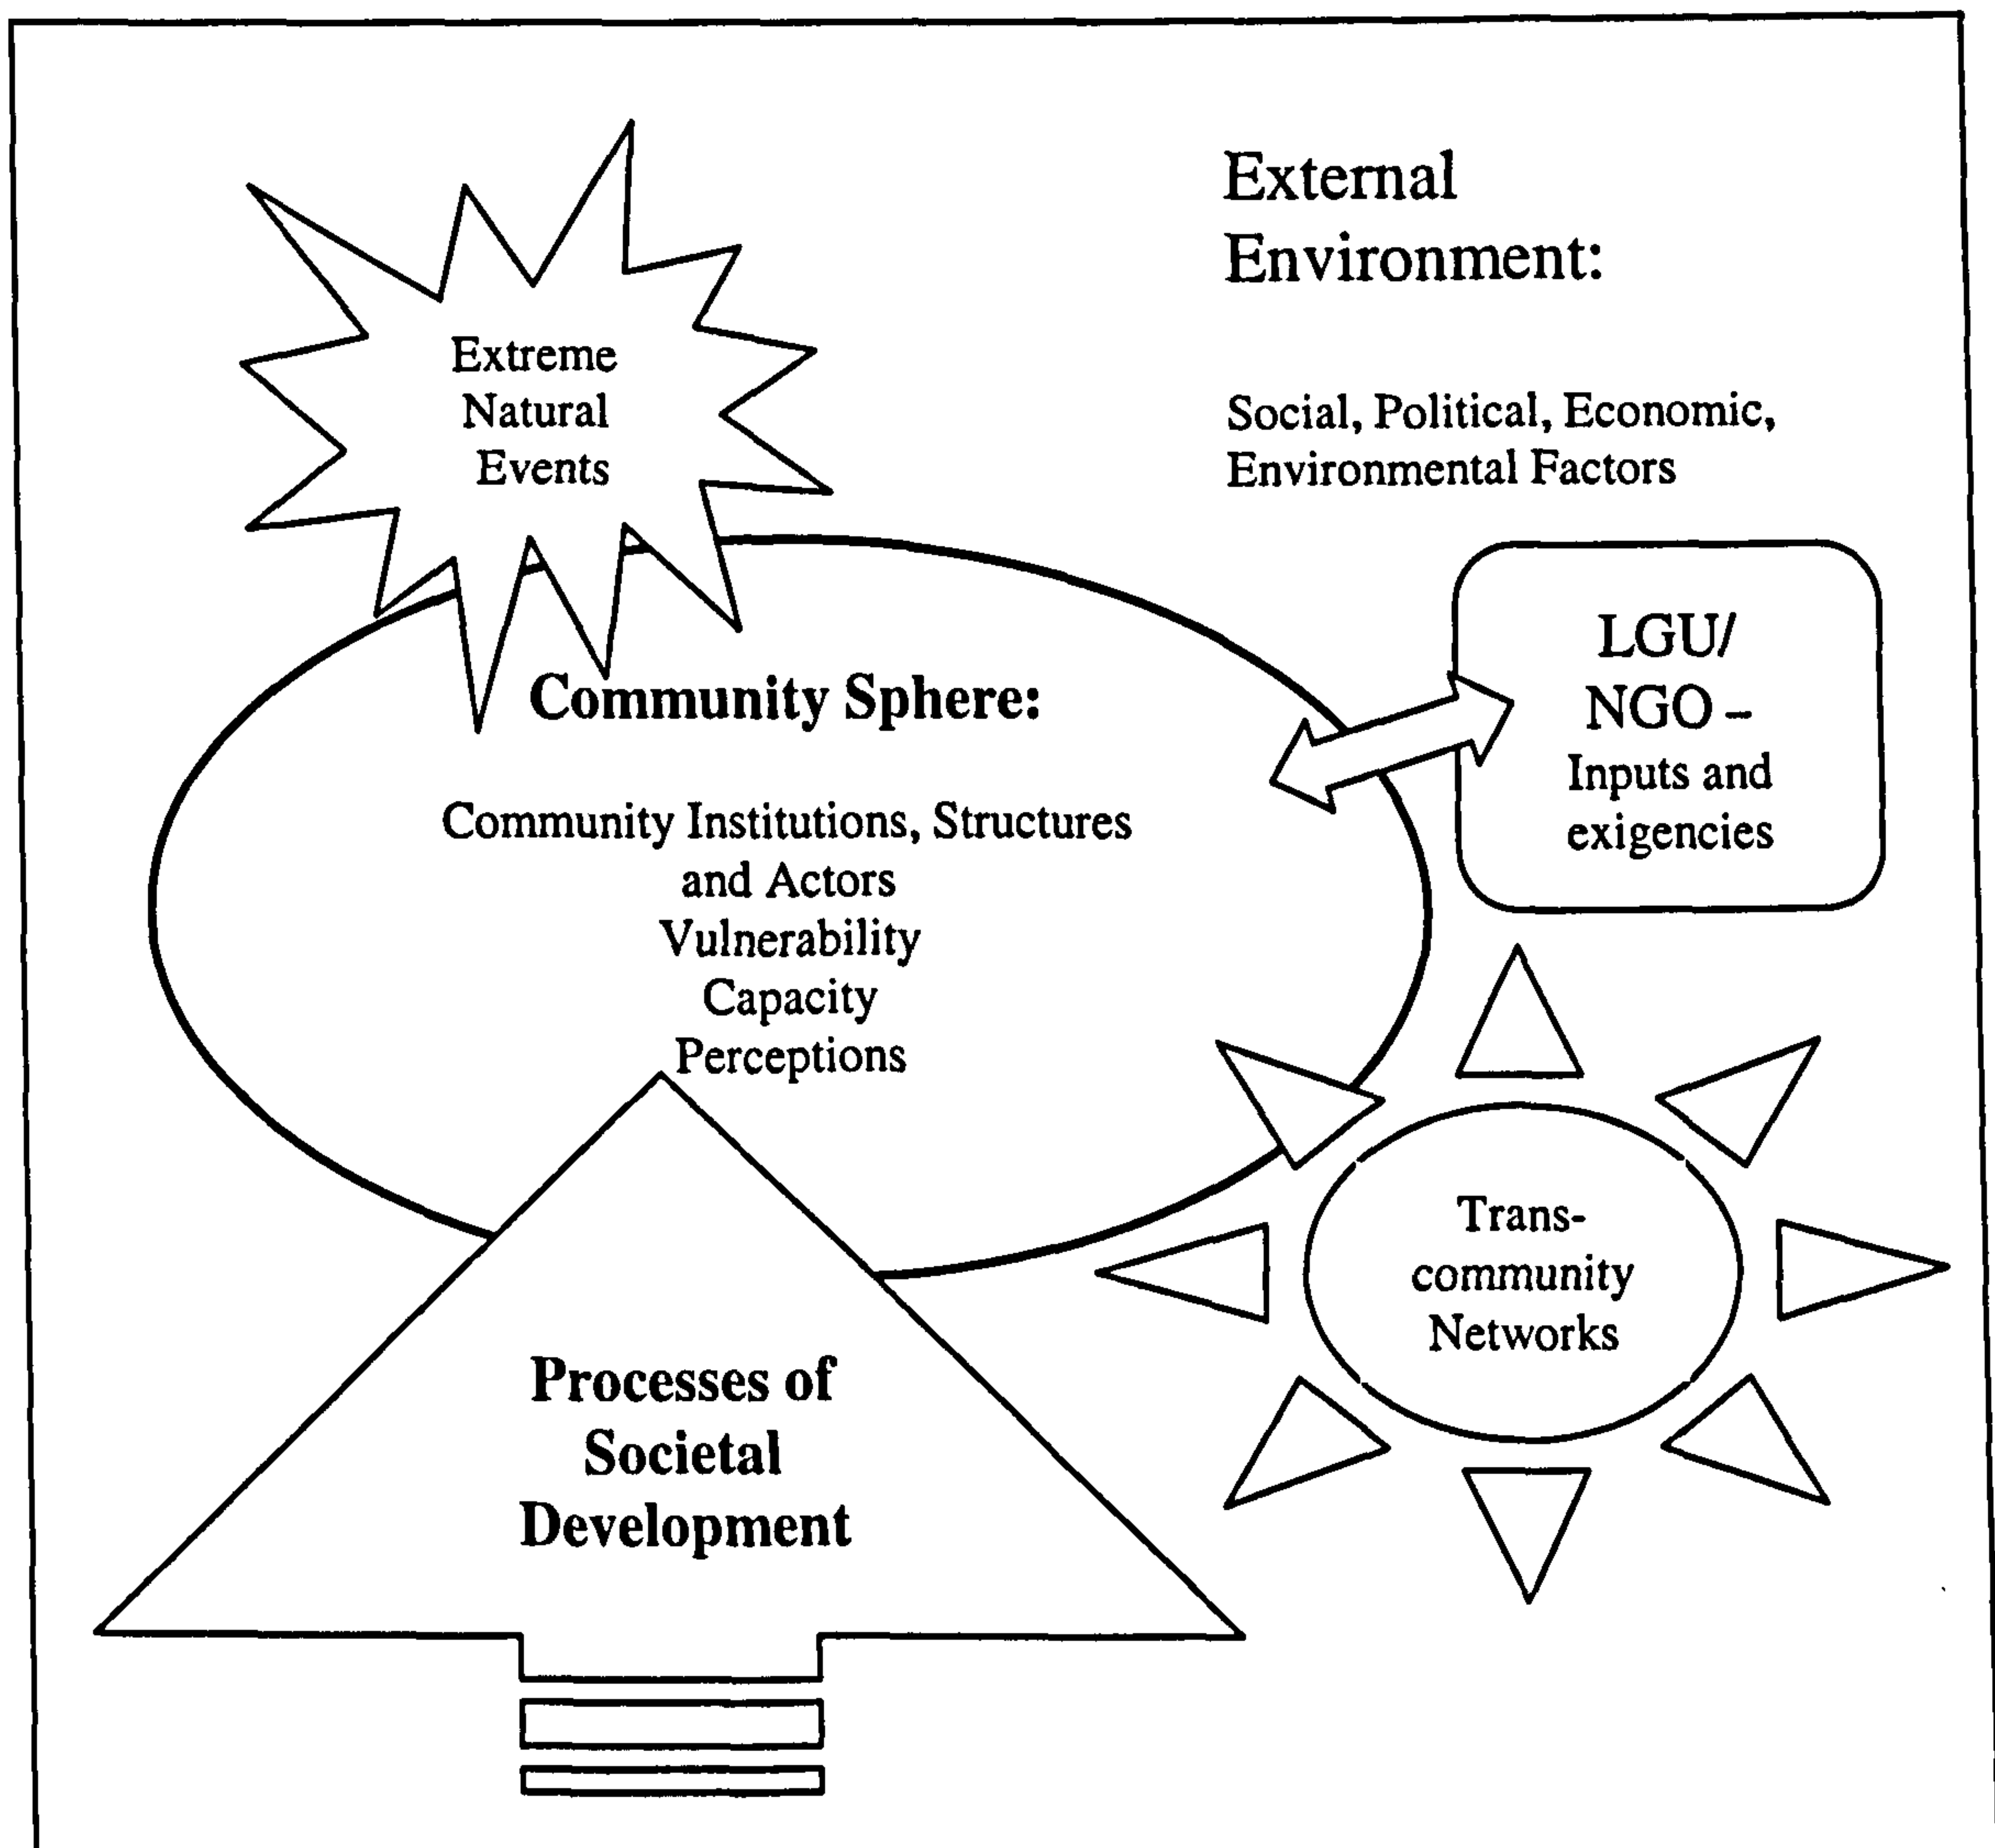 External
Environment:
Social, Political, Economic,
Environmental Factors
Extreme
Natural
Events
LGU/
NGO –
Inputs and
exigencies
Community Sphere:
Community Institutions, Structures
and Actors
Vulnerability
Capacity
Perceptions
Trans-
community
Networks
Processes of
Societal
Development